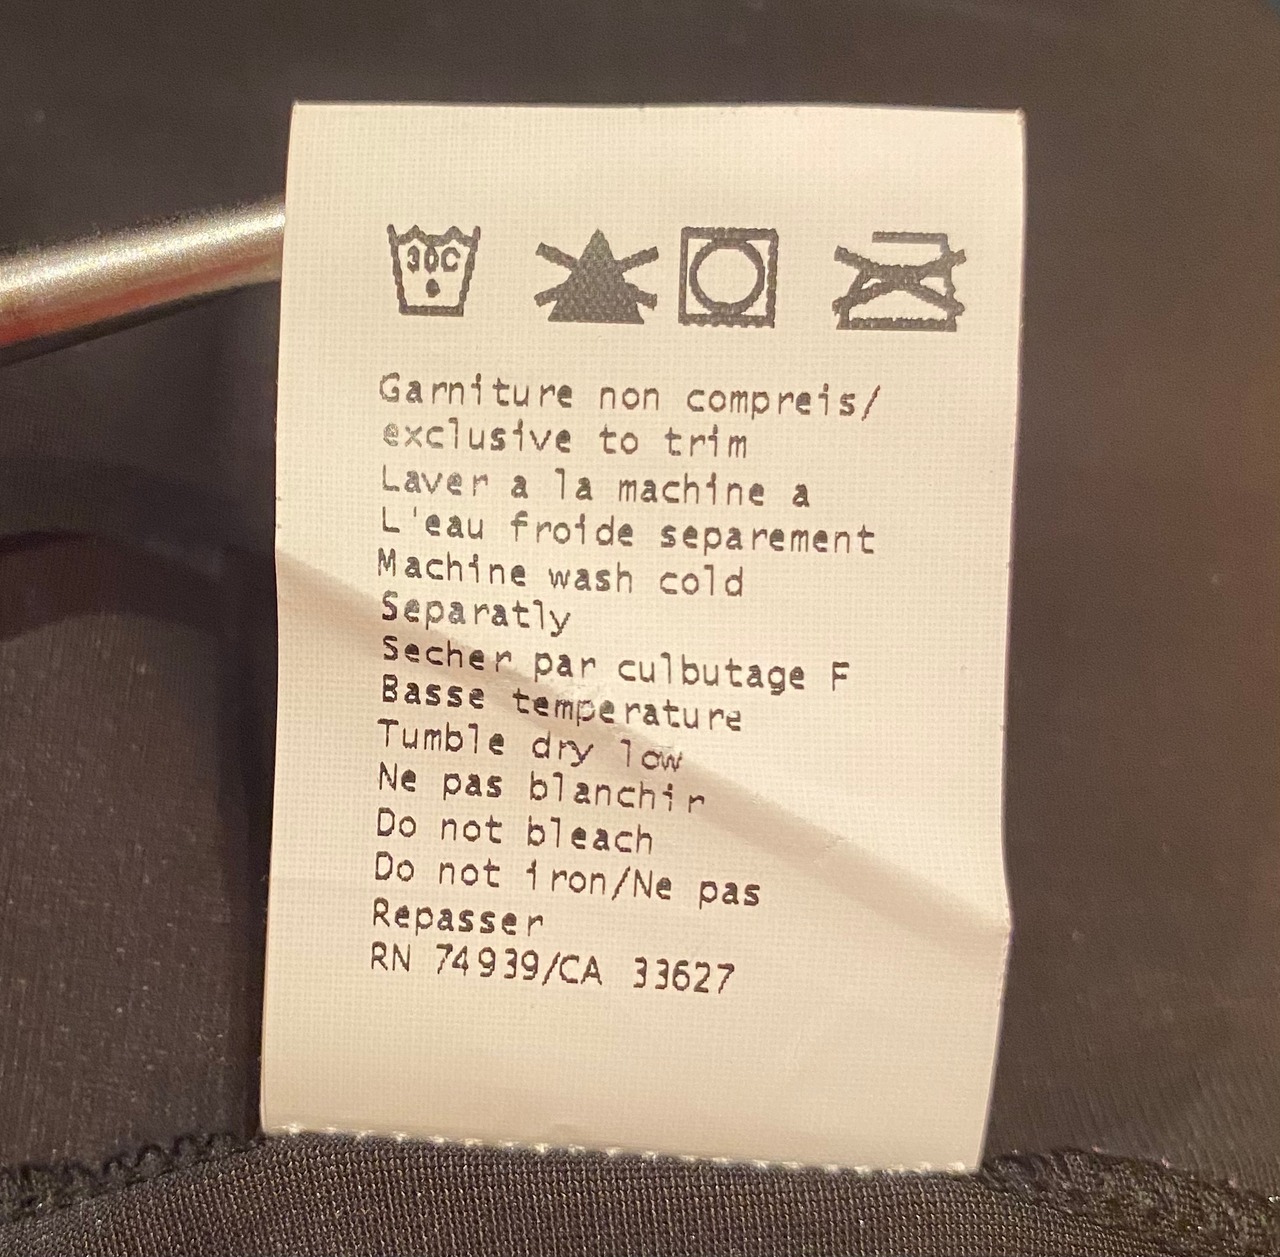 30C
Garniture non compreis/
exclusive to trim
Laver a la machine a
L'eau froide separement
Machine wash cold
Separatly
Secher par culbutage F
Basse temperature
Tumble dry low
Ne pas blanchir
Do not bleach
Do not iron/Ne pas
Repasser
RN 74939/CA 33627